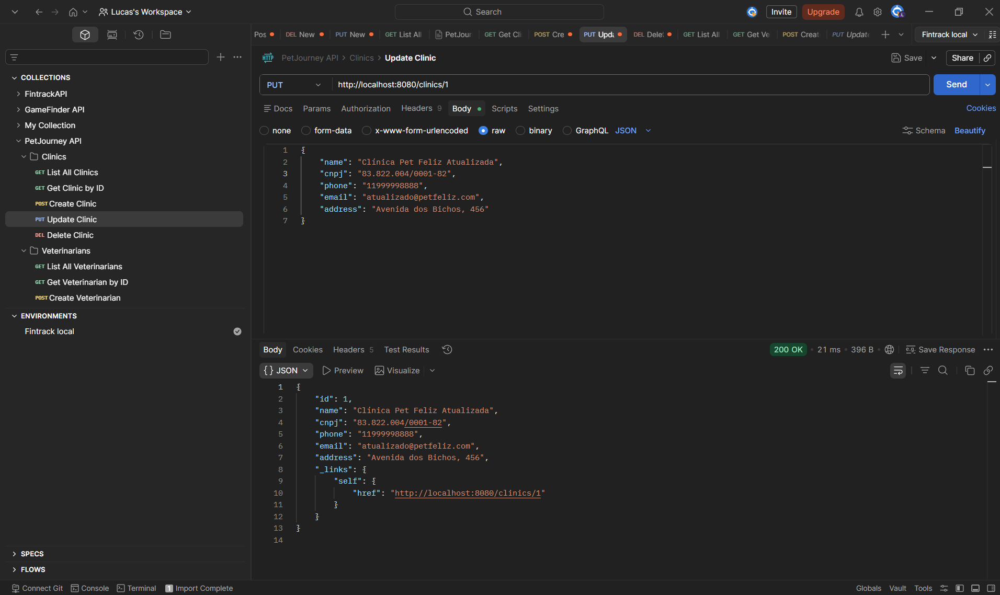 Lucas's Workspace
Search
Invite
Upgrade
Pos
DEL New
PUT New
GET List All
PetJour
GET Get Cli
POST Cre
PUT Upda
DEL Delet
GET List All
GET Get Ve
POST Creat
PUT Update
Fintrack local
PetJourney API > Clinics > Update Clinic
Save
Share
COLLECTIONS
FintrackAPI
GameFinder API
My Collection
PetJourney API
Clinics
GET List All Clinics
GET Get Clinic by ID
POST Create Clinic
PUT Update Clinic
DEL Delete Clinic
Veterinarians
GET List All Veterinarians
GET Get Veterinarian by ID
POST Create Veterinarian
ENVIRONMENTS
Fintrack local
SPECS
FLOWS
HTTP
PUT
http://localhost:8080/clinics/1
Send
Docs
Params
Authorization
Headers 9
Body
Scripts
Settings
Cookies
none
form-data
x-www-form-urlencoded
raw
binary
GraphQL
JSON
Schema
Beautify
1 {
2 "name": "Clínica Pet Feliz Atualizada",
3 "cnpj": "83.822.004/0001-82",
4 "phone": "11999998888",
5 "email": "atualizado@petfeliz.com",
6 "address": "Avenida dos Bichos, 456"
7 }
Body
Cookies
Headers 5
Test Results
200 OK
21 ms
396 B
e.g. Save Response
{} JSON
Preview
Visualize
1 {
2 "id": 1,
3 "name": "Clínica Pet Feliz Atualizada",
4 "cnpj": "83.822.004/0001-82",
5 "phone": "11999998888",
6 "email": "atualizado@petfeliz.com",
7 "address": "Avenida dos Bichos, 456",
8 "_links": {
9 "self": {
10 "href": "http://localhost:8080/clinics/1"
11 }
12 }
13 }
14
Connect Git
Console
Terminal
1 Import Complete
Globals
Vault
Tools